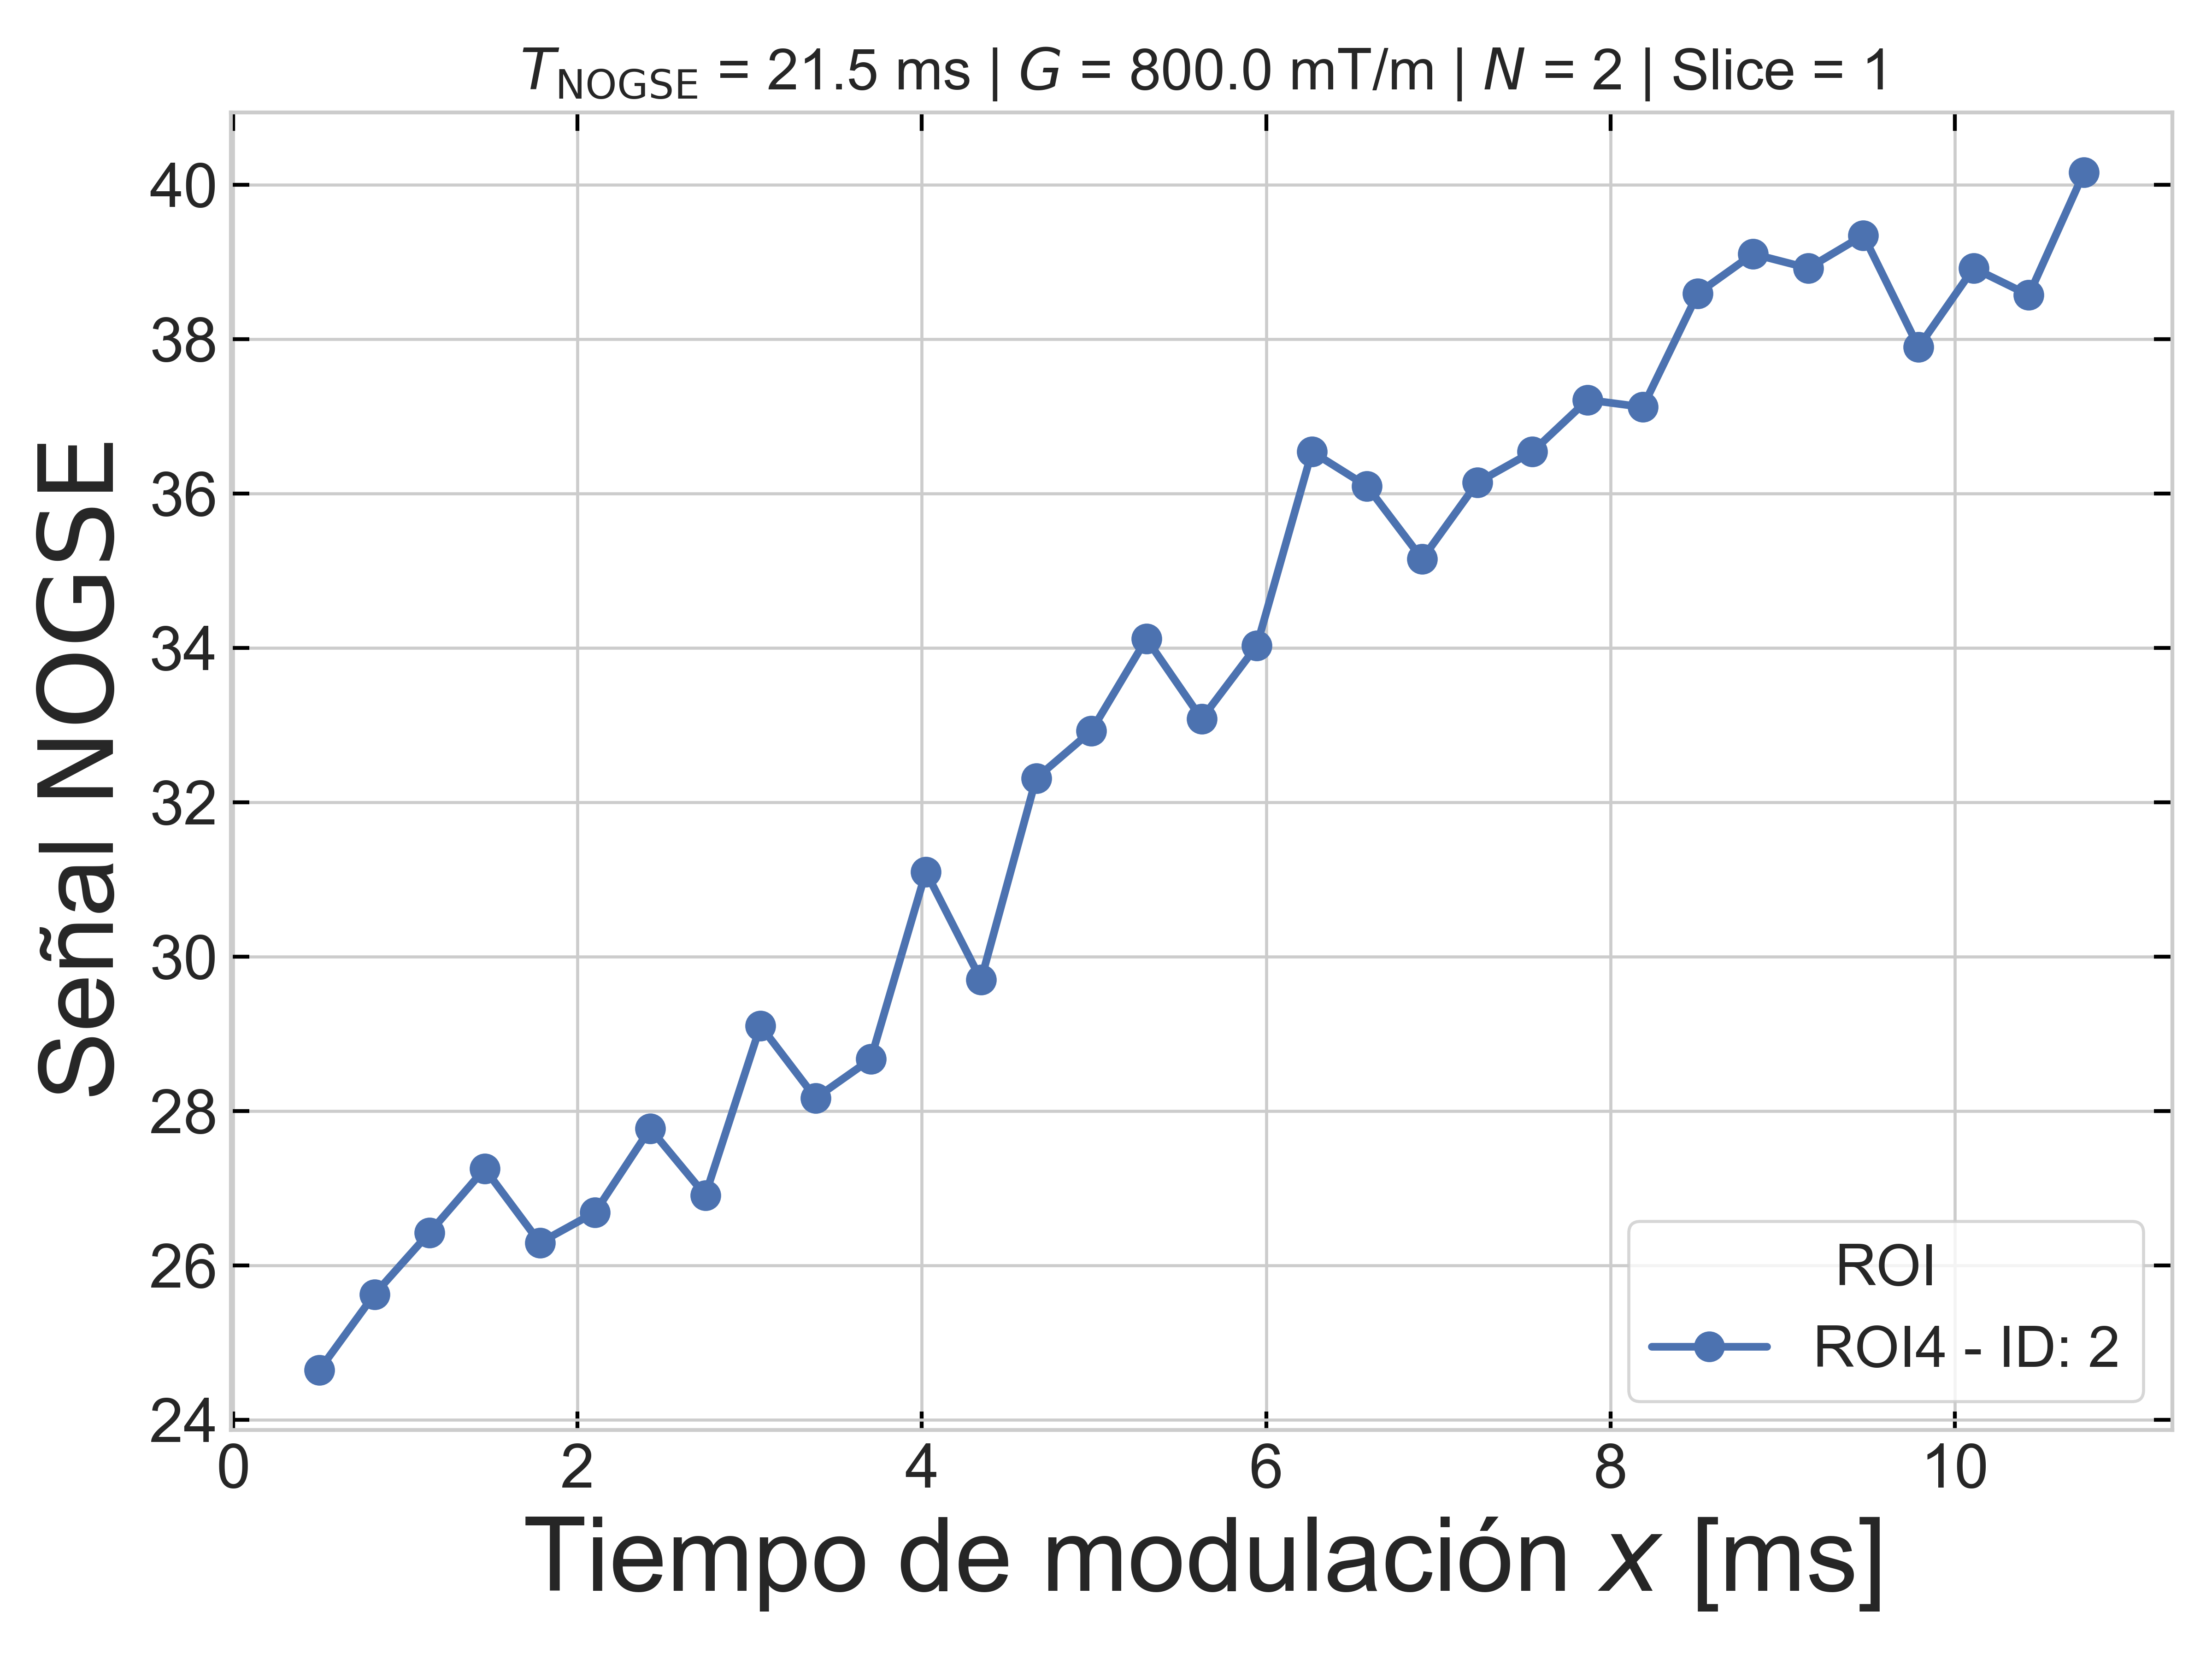 T_NOGSE = 21.5 ms | G = 800.0 mT/m | N = 2 | Slice = 1
Señal NOGSE
40
38
36
34
32
30
28
26
24
0 2 4 6 8 10
Tiempo de modulación x [ms]
ROI
ROI4 - ID: 2